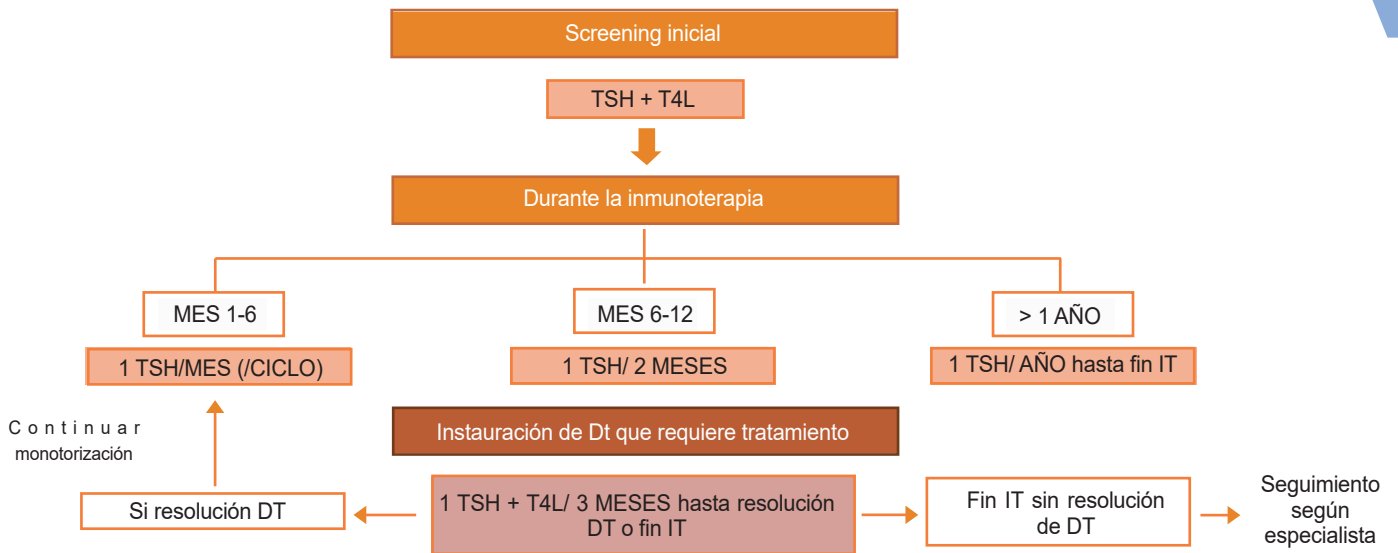 Screening inicial
TSH + T4L
Durante la inmunoterapia
MES 1-6
MES 6-12
> 1 AÑO
1 TSH/MES (/CICLO)
1 TSH/ 2 MESES
1 TSH/ AÑO hasta fin IT
Continuar
monotorización
Instauración de Dt que requiere tratamiento
Si resolución DT
1 TSH + T4L/ 3 MESES hasta resolución
DT o fin IT
Fin IT sin resolución
de DT
Seguimiento
según
especialista